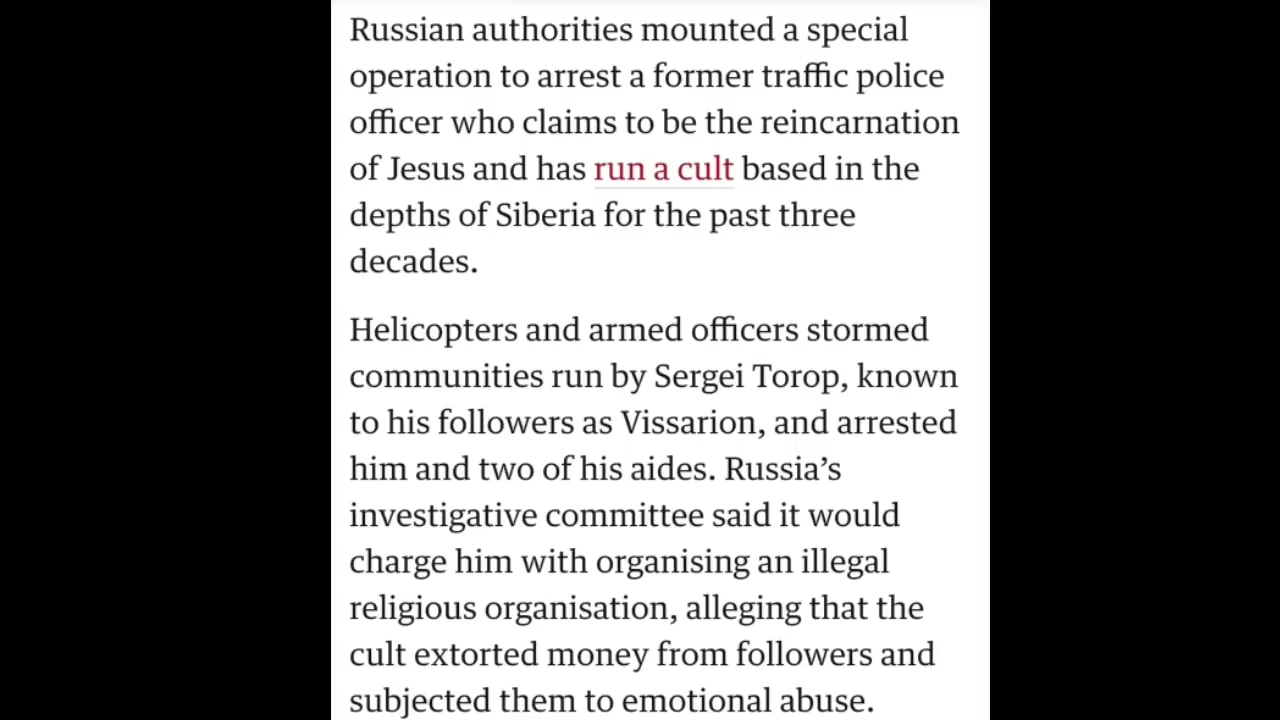 Russian authorities mounted a special
operation to arrest a former traffic police
officer who claims to be the reincarnation
of Jesus and has run a cult based in the
depths of Siberia for the past three
decades.
Helicopters and armed officers stormed
communities run by Sergei Torop, known
to his followers as Vissarion, and arrested
him and two of his aides. Russia’s
investigative committee said it would
charge him with organising an illegal
religious organisation, alleging that the
cult extorted money from followers and
subjected them to emotional abuse.